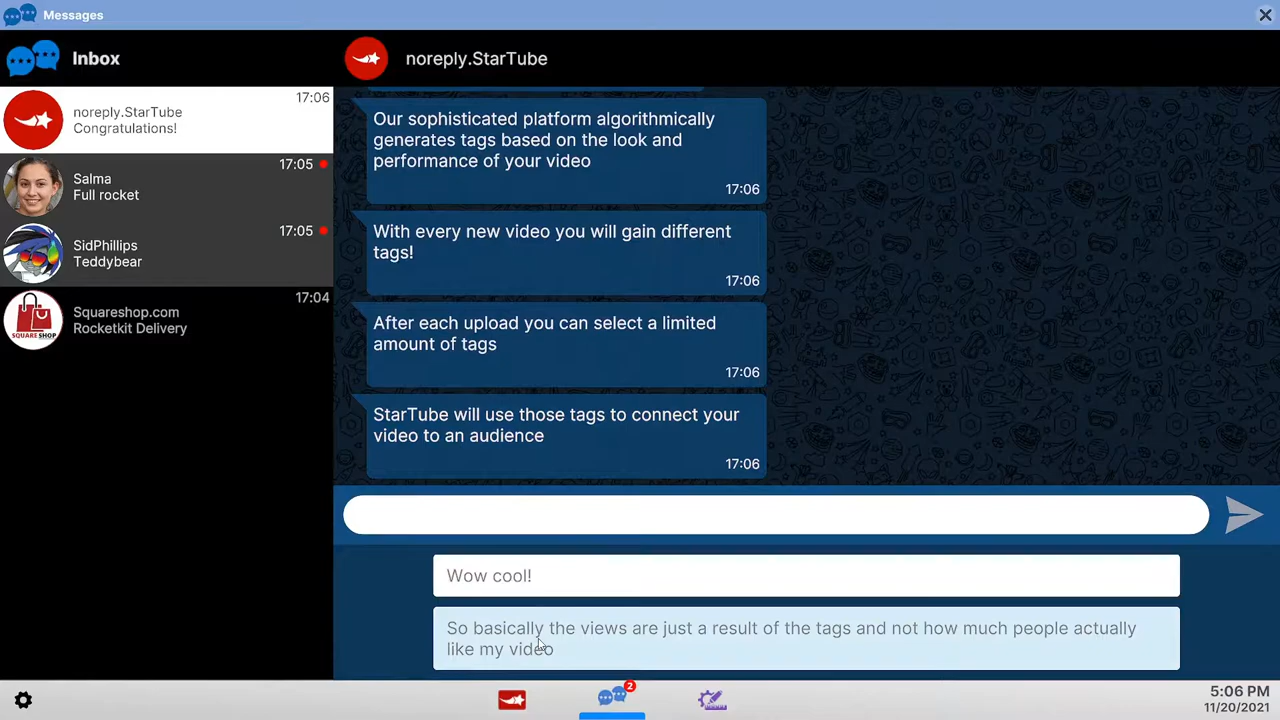 Messages
Inbox
noreply.StarTube
17:06
noreply.StarTube
Congratulations!
17:05
Salma
Full rocket
17:05
SidPhillips
Teddybear
17:04
Squareshop.com
Rocketkit Delivery
SQUARE SHOP
Our sophisticated platform algorithmically
generates tags based on the look and
performance of your video
17:06
With every new video you will gain different
tags!
17:06
After each upload you can select a limited
amount of tags
17:06
StarTube will use those tags to connect your
video to an audience
17:06
Wow cool!
So basically the views are just a result of the tags and not how much people actually
like my video
2
5:06 PM
11/20/2021